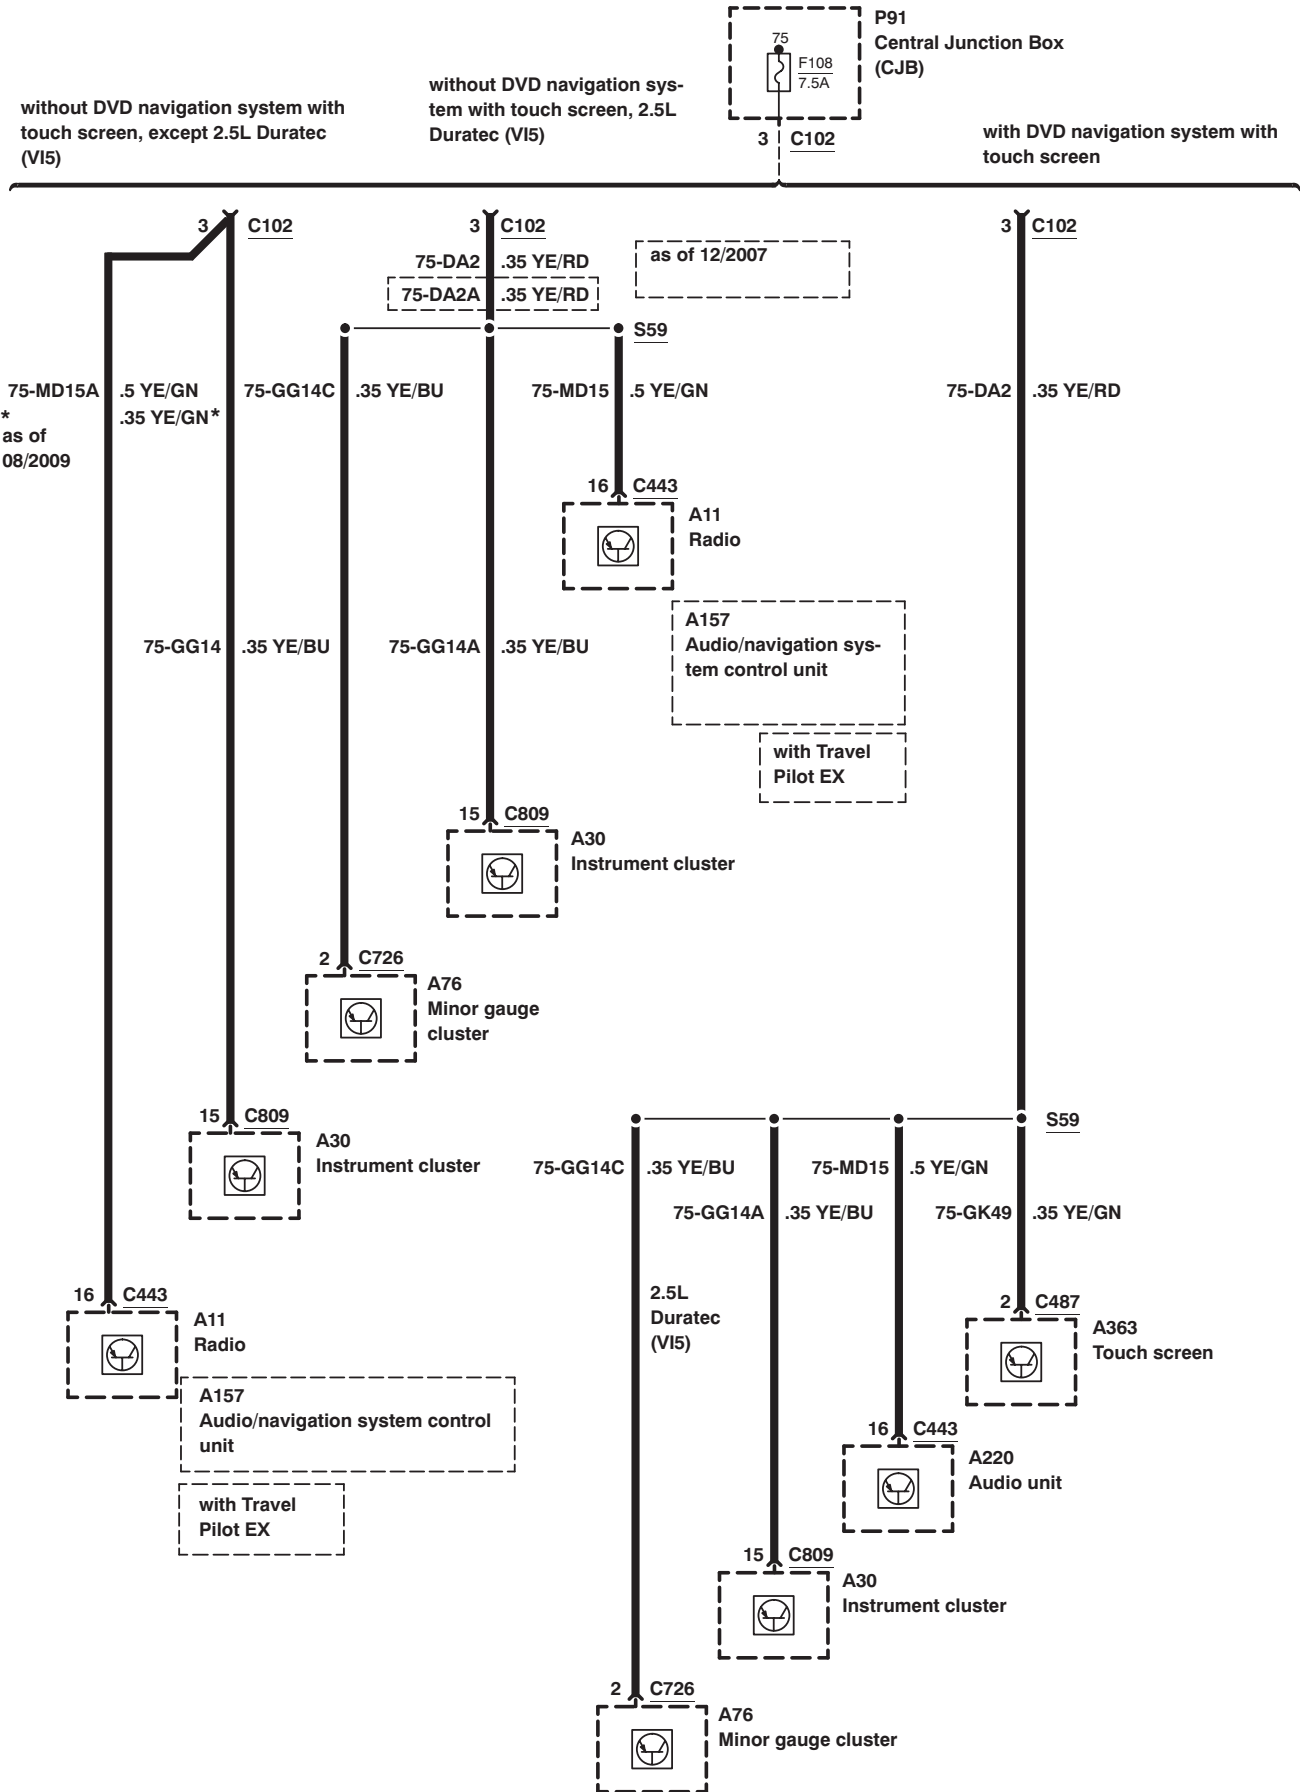 P91
Central Junction Box
(CJB)
75
F108
7.5A
3 C102
without DVD navigation system with
touch screen, except 2.5L Duratec
(VI5)
without DVD navigation sys-
tem with touch screen, 2.5L
Duratec (VI5)
with DVD navigation system with
touch screen
3 C102
3 C102
3 C102
75-DA2 .35 YE/RD
75-DA2A .35 YE/RD
as of 12/2007
S59
75-MD15A .5 YE/GN
.35 YE/GN*
*
as of
08/2009
75-GG14C .35 YE/BU
75-MD15 .5 YE/GN
75-DA2 .35 YE/RD
16 C443
A11
Radio
A157
Audio/navigation sys-
tem control unit
with Travel
Pilot EX
75-GG14 .35 YE/BU
75-GG14A .35 YE/BU
15 C809
A30
Instrument cluster
2 C726
A76
Minor gauge
cluster
15 C809
A30
Instrument cluster
S59
75-GG14C .35 YE/BU
75-MD15 .5 YE/GN
75-GG14A .35 YE/BU
75-GK49 .35 YE/GN
2.5L
Duratec
(VI5)
16 C443
A11
Radio
A157
Audio/navigation system control
unit
with Travel
Pilot EX
2 C487
A363
Touch screen
16 C443
A220
Audio unit
15 C809
A30
Instrument cluster
2 C726
A76
Minor gauge cluster